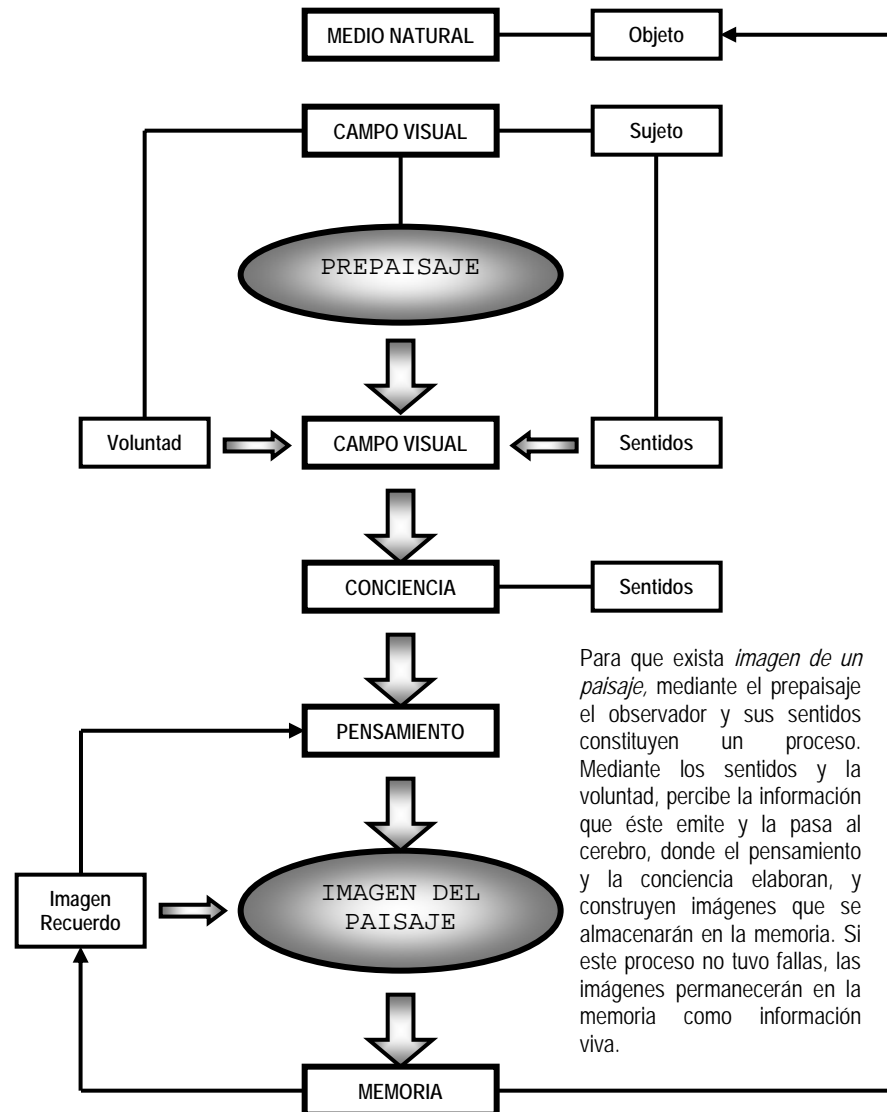 MEDIO NATURAL
Objeto
CAMPO VISUAL
Sujeto
PREPAISAJE
Voluntad
CAMPO VISUAL
Sentidos
CONCIENCIA
Sentidos
PENSAMIENTO
Para que exista imagen de un
paisaje, mediante el prepaisaje
el observador y sus sentidos
constituyen un proceso.
Mediante los sentidos y la
voluntad, percibe la información
que éste emite y la pasa al
cerebro, donde el pensamiento
y la conciencia elaboran, y
construyen imágenes que se
almacenarán en la memoria. Si
este proceso no tuvo fallas, las
imágenes permanecerán en la
memoria como información
viva.
Imagen
Recuerdo
IMAGEN DEL
PAISAJE
MEMORIA